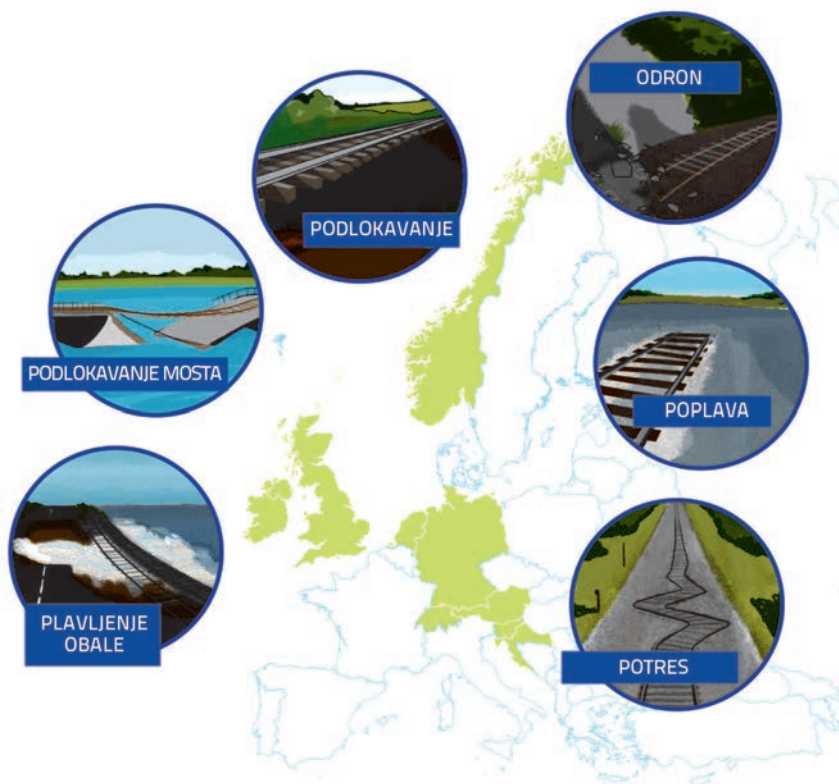 ODRON
PODLOKAVANJE
PODLOKAVANJE MOSTA
POPLAVA
PLAVLJENJE
OBALE
POTRES